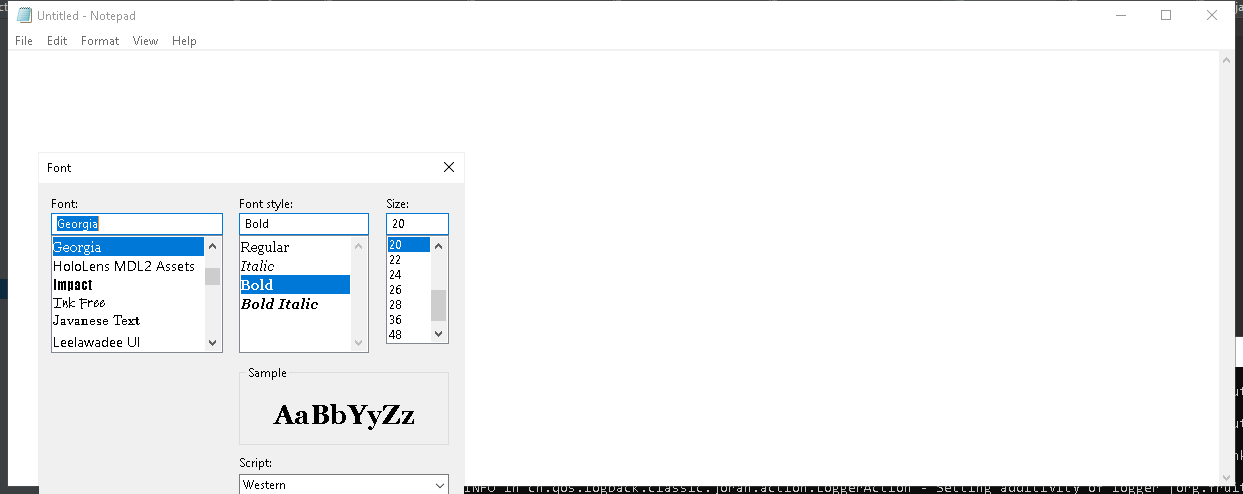 Untitled - Notepad
File Edit Format View Help
Font
Font: Font style: Size:
Georgia Bold 20
Georgia
HoloLens MDL2 Assets
Impact
Ink Free
Javanese Text
Leelawadee UI
Regular
Italic
Bold
Bold Italic
20
22
24
26
28
36
48
Sample
AaBbYyZz
Script:
Western
INFO in ch.qos.logback.classic.joran.action.LoggerAction - Setting additivity of logger